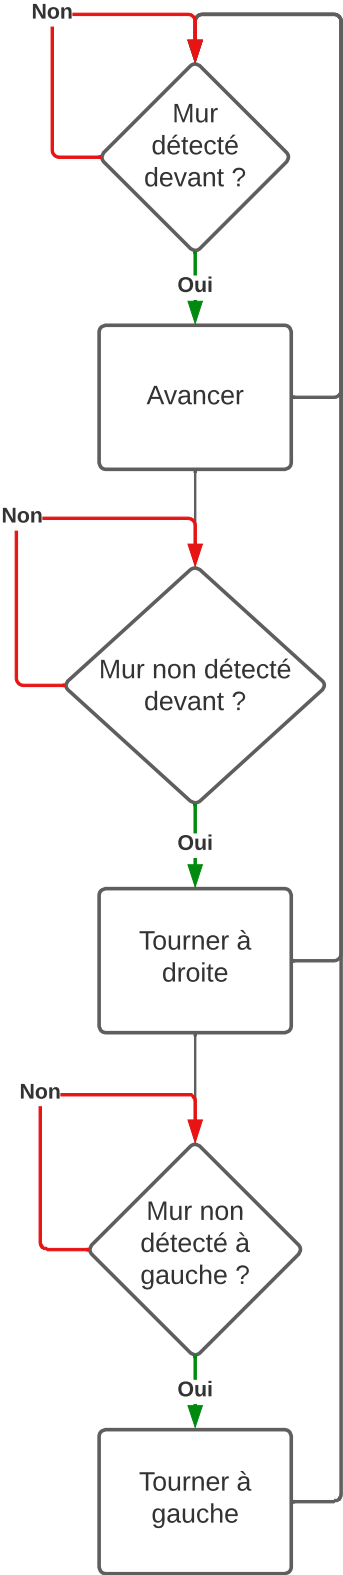 Non
Mur
détecté
devant ?
Oui
Avancer
Non
Mur non détecté
devant ?
Oui
Tourner à
droite
Non
Mur non
détecté à
gauche ?
Oui
Tourner à
gauche